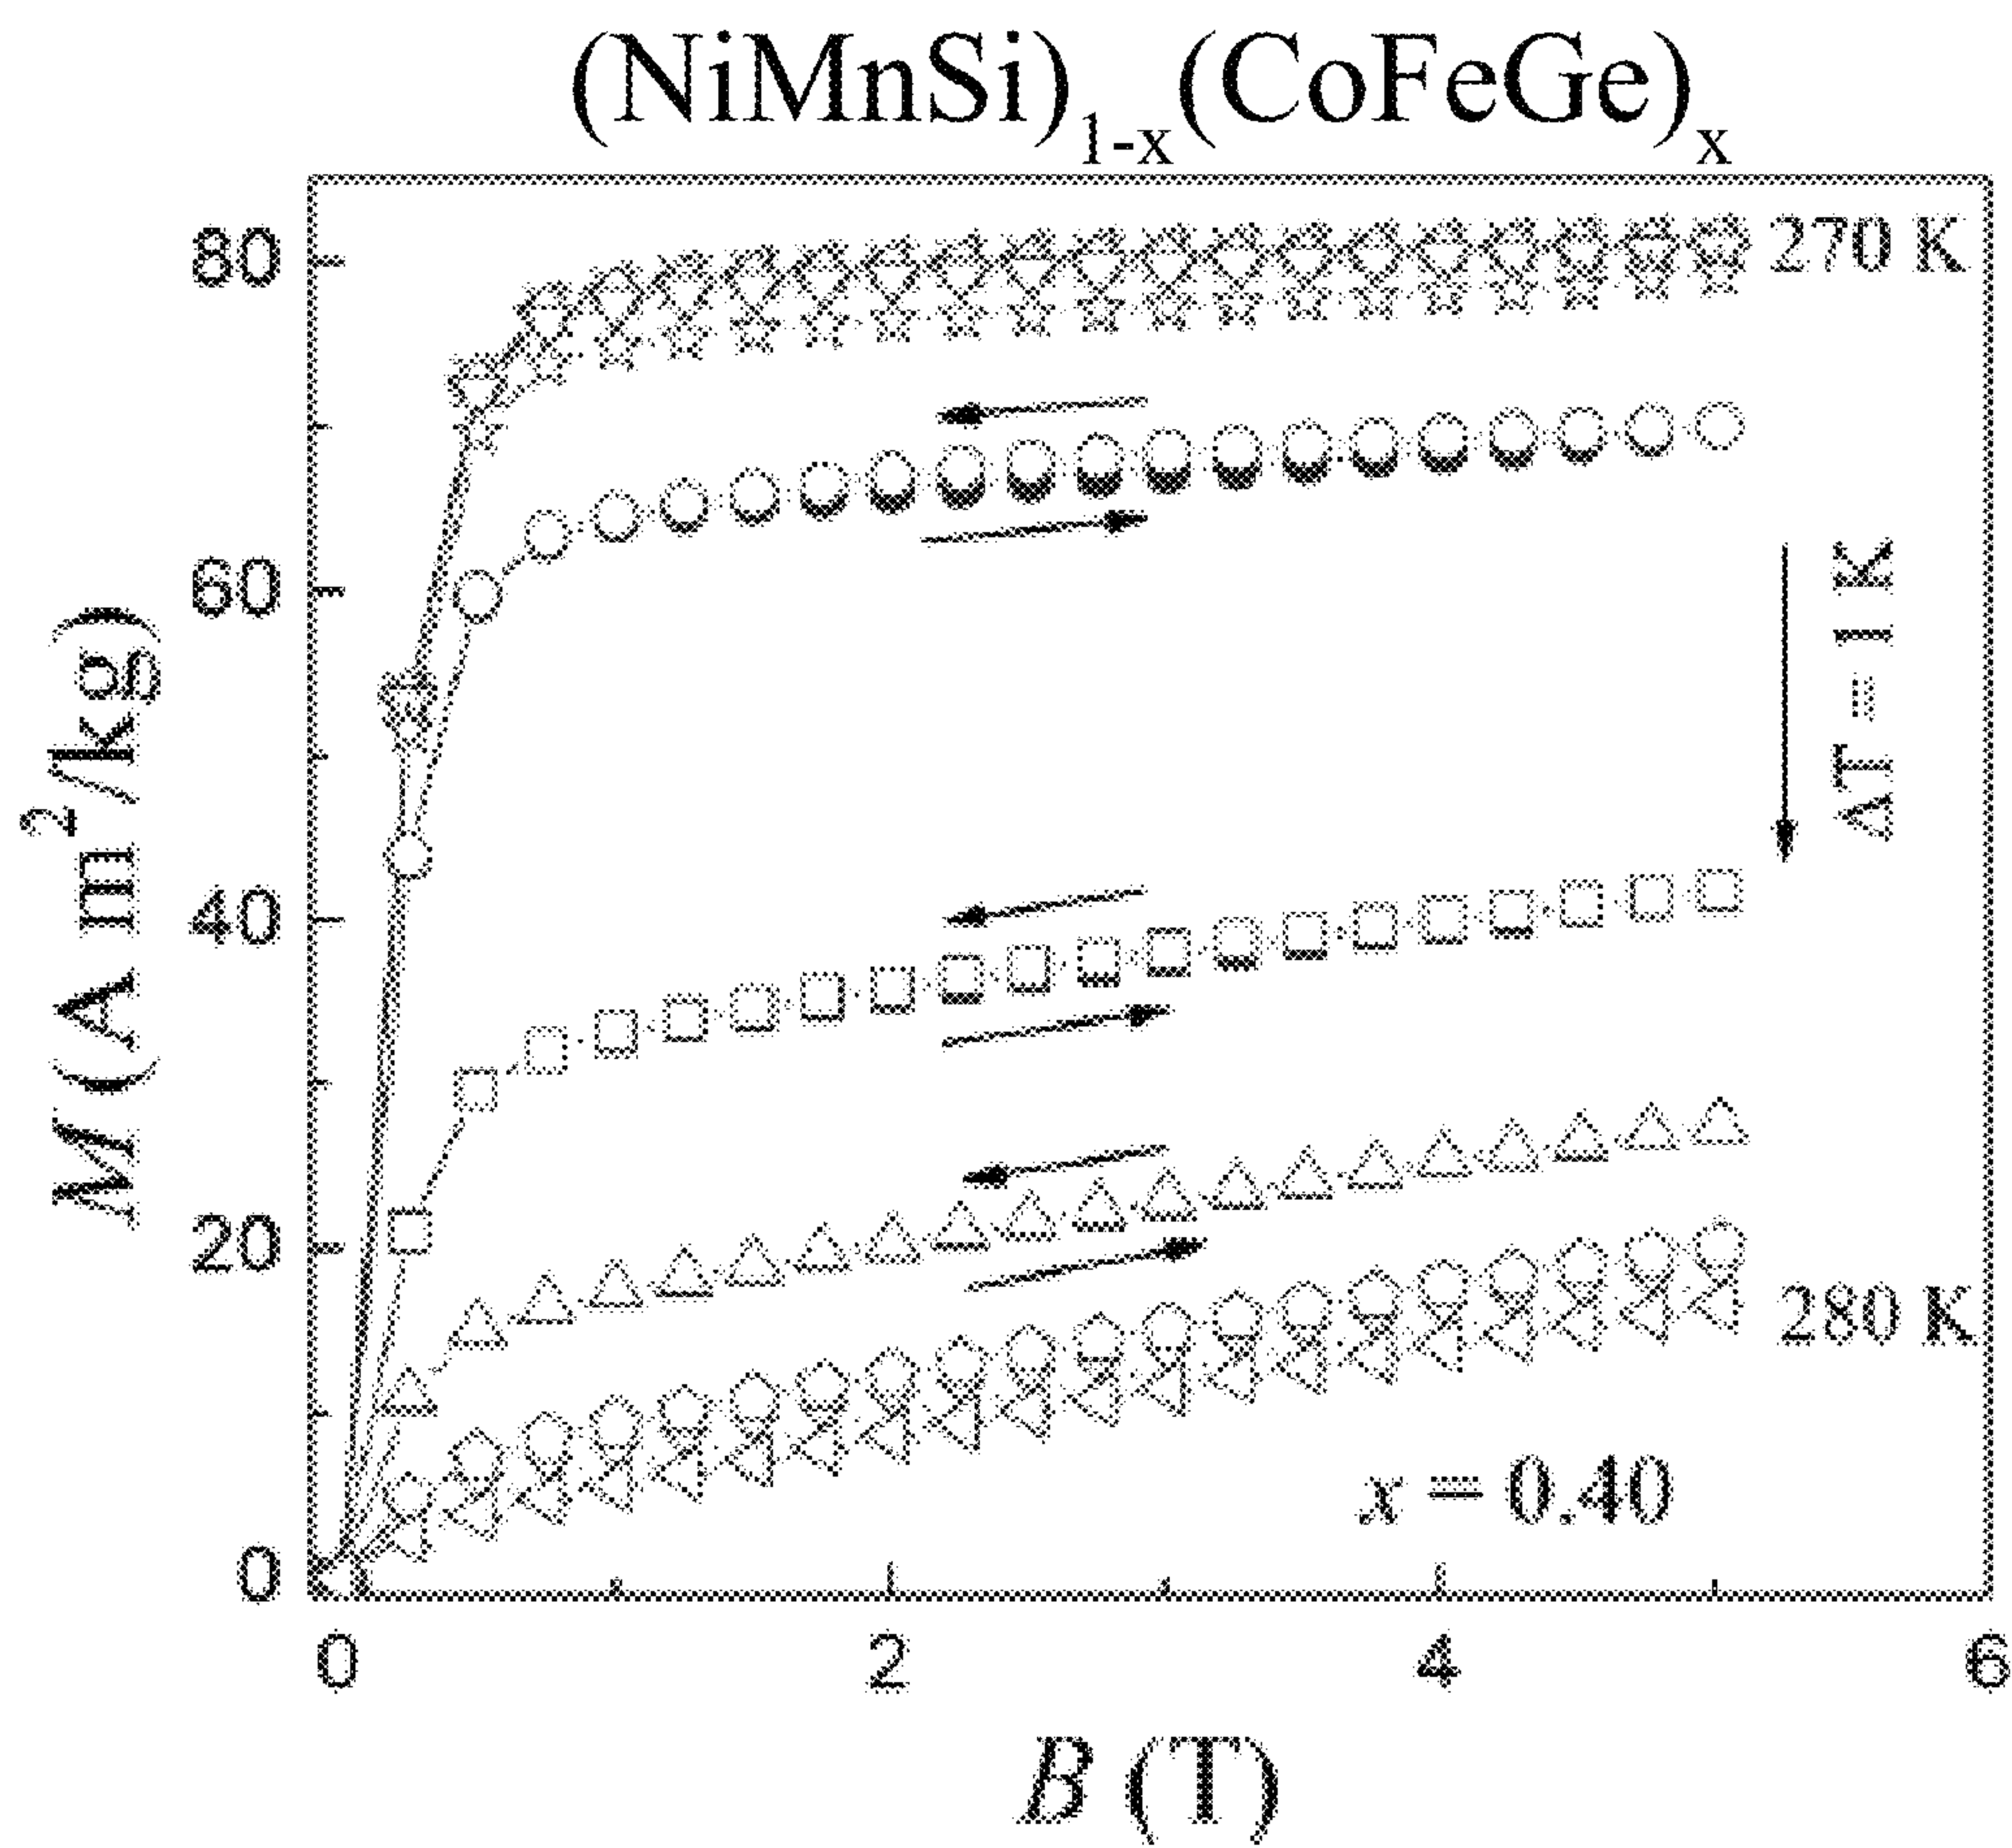 (NiMnSi)1-x(CoFeGe)x
80
60
40
20
0
M (A m2/kg)
270 K
ΔT = 1 K
280 K
x = 0.40
0 2 4 6
B (T)